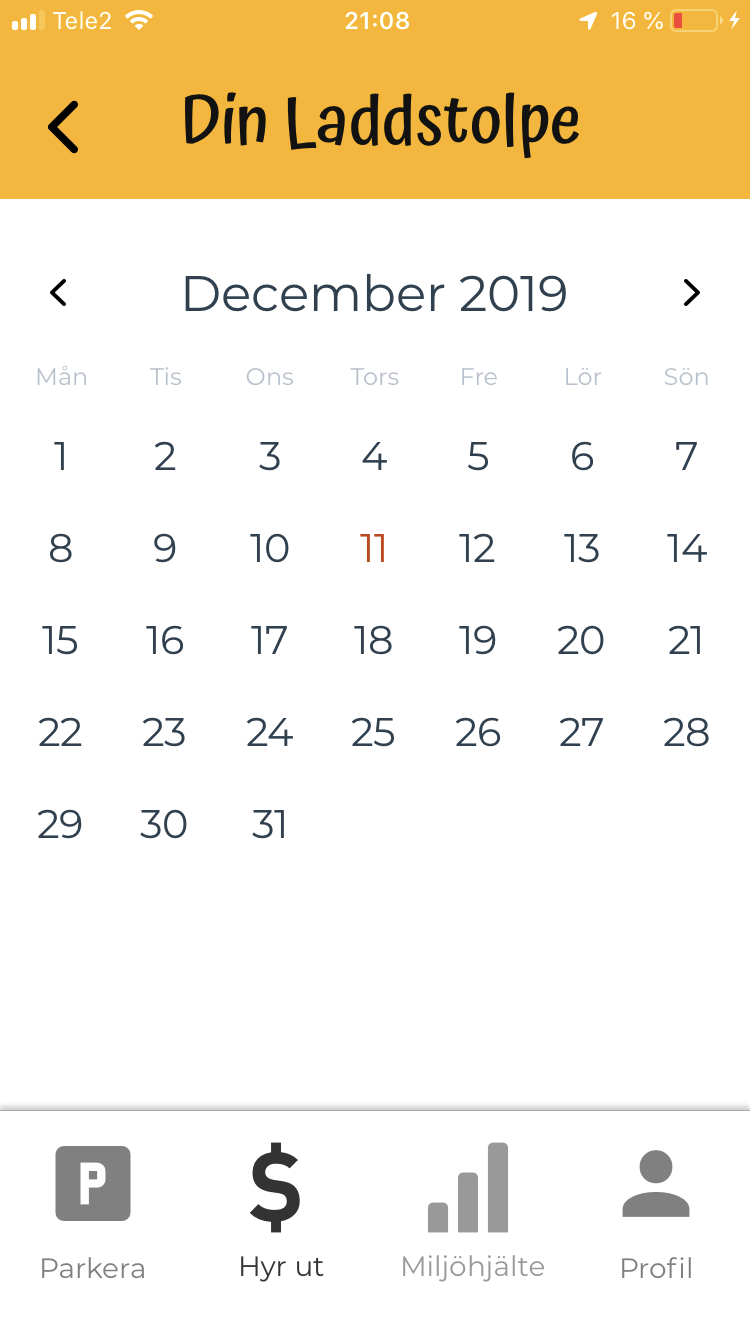 Tele2 21:08 16 %
Din Laddstolpe
December 2019
Mån Tis Ons Tors Fre Lör Sön
1 2 3 4 5 6 7
8 9 10 11 12 13 14
15 16 17 18 19 20 21
22 23 24 25 26 27 28
29 30 31
P $
Parkera Hyr ut Miljöhjälte Profil